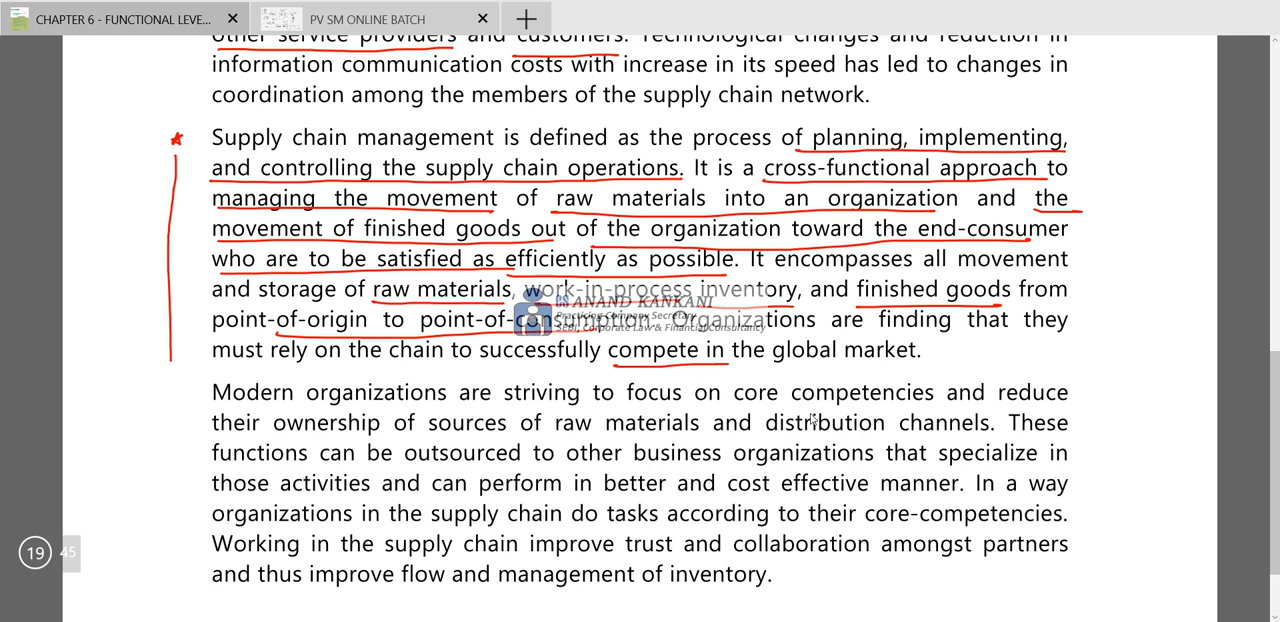 CHAPTER 6 - FUNCTIONAL LEVE...
PV SM ONLINE BATCH
other service providers and customers. Technological changes and reduction in
information communication costs with increase in its speed has led to changes in
coordination among the members of the supply chain network.
Supply chain management is defined as the process of planning, implementing,
and controlling the supply chain operations. It is a cross-functional approach to
managing the movement of raw materials into an organization and the
movement of finished goods out of the organization toward the end-consumer
who are to be satisfied as efficiently as possible. It encompasses all movement
and storage of raw materials, work-in-process inventory, and finished goods from
CS ANAND KANKANI
Practicing Company Secretary
SEBI, Corporate Law & Financial Consultancy
point-of-origin to point-of-consumption. Organizations are finding that they
must rely on the chain to successfully compete in the global market.
Modern organizations are striving to focus on core competencies and reduce
their ownership of sources of raw materials and distribution channels. These
functions can be outsourced to other business organizations that specialize in
those activities and can perform in better and cost effective manner. In a way
organizations in the supply chain do tasks according to their core-competencies.
Working in the supply chain improve trust and collaboration amongst partners
and thus improve flow and management of inventory.
19 45